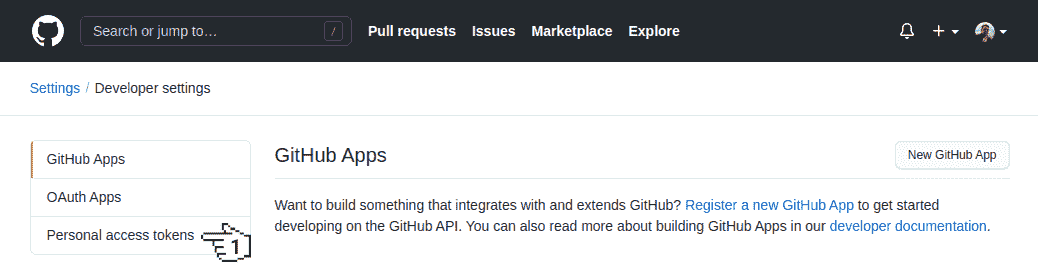 Search or jump to… / Pull requests Issues Marketplace Explore
Settings / Developer settings
GitHub Apps
OAuth Apps
Personal access tokens 1
GitHub Apps New GitHub App
Want to build something that integrates with and extends GitHub? Register a new GitHub App to get started
developing on the GitHub API. You can also read more about building GitHub Apps in our developer documentation.